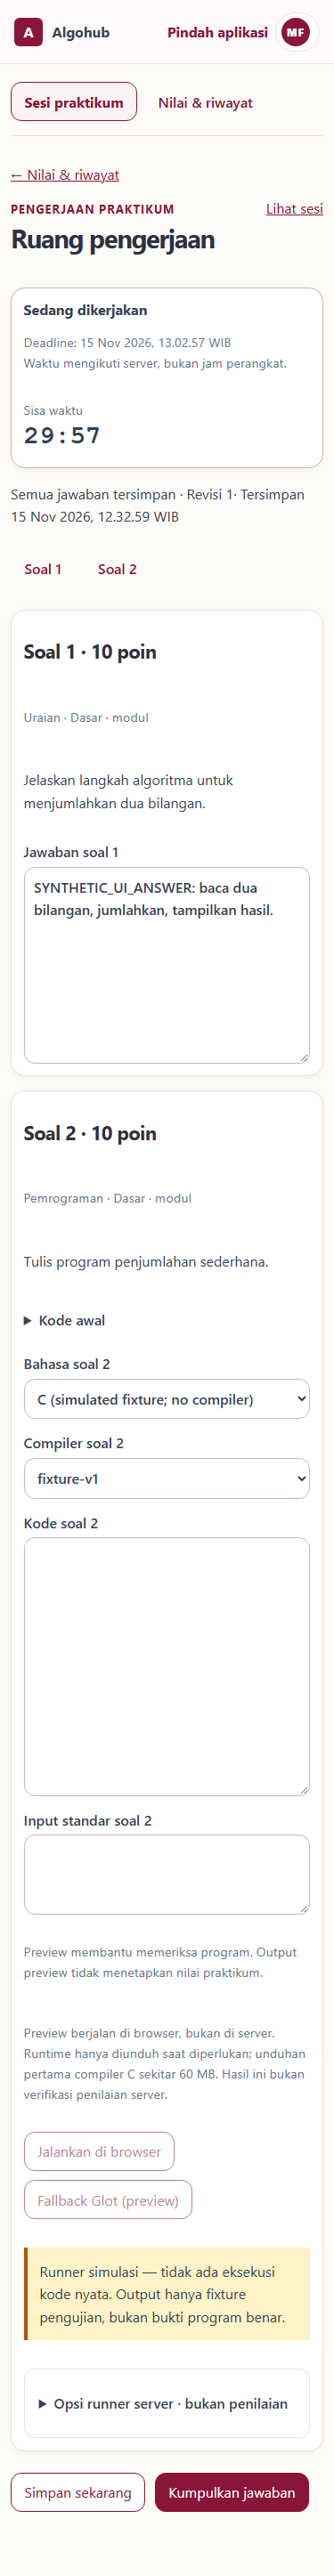 A Algohub Pindah aplikasi MF
Sesi praktikum Nilai & riwayat
← Nilai & riwayat
PENGERJAAN PRAKTIKUM Lihat sesi
Ruang pengerjaan
Sedang dikerjakan
Deadline: 15 Nov 2026, 13.02.57 WIB
Waktu mengikuti server, bukan jam perangkat.
Sisa waktu
29:57
Semua jawaban tersimpan · Revisi 1· Tersimpan
15 Nov 2026, 12.32.59 WIB
Soal 1 Soal 2
Soal 1 · 10 poin
Uraian · Dasar · modul
Jelaskan langkah algoritma untuk
menjumlahkan dua bilangan.
Jawaban soal 1
SYNTHETIC_UI_ANSWER: baca dua
bilangan, jumlahkan, tampilkan hasil.
Soal 2 · 10 poin
Pemrograman · Dasar · modul
Tulis program penjumlahan sederhana.
▶ Kode awal
Bahasa soal 2
C (simulated fixture; no compiler)
Compiler soal 2
fixture-v1
Kode soal 2
Input standar soal 2
Preview membantu memeriksa program. Output
preview tidak menetapkan nilai praktikum.
Preview berjalan di browser, bukan di server.
Runtime hanya diunduh saat diperlukan; unduhan
pertama compiler C sekitar 60 MB. Hasil ini bukan
verifikasi penilaian server.
Jalankan di browser
Fallback Glot (preview)
Runner simulasi — tidak ada eksekusi
kode nyata. Output hanya fixture
pengujian, bukan bukti program benar.
▶ Opsi runner server · bukan penilaian
Simpan sekarang Kumpulkan jawaban